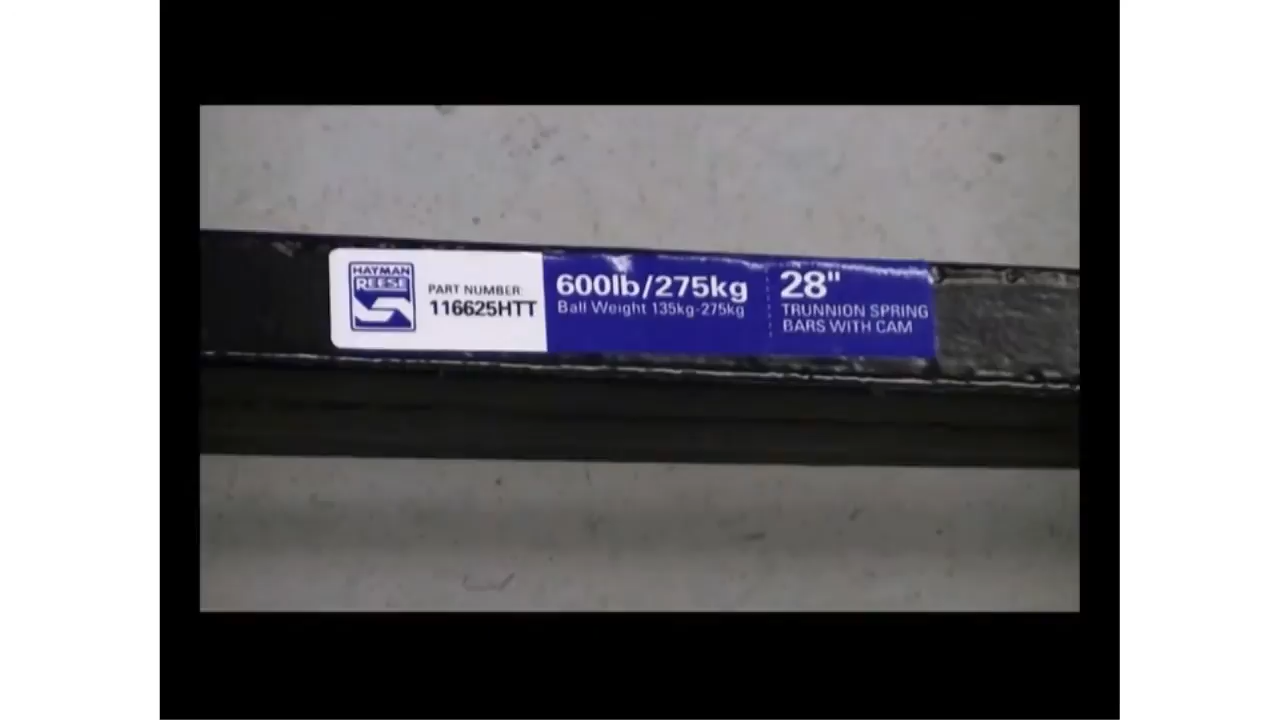 HAYMAN
REESE
PART NUMBER:
116625HTT
600lb/275kg
Ball Weight 135kg-275kg
28"
TRUNNION SPRING
BARS WITH CAM